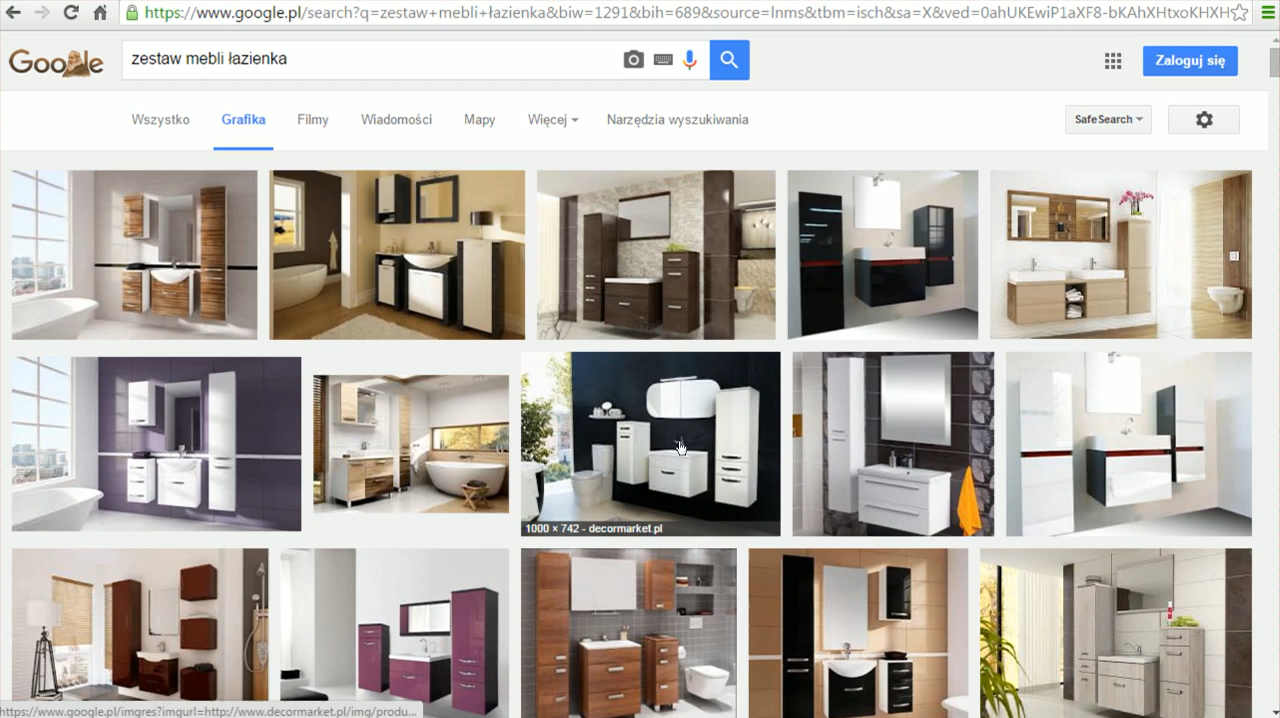 https://www.google.pl/search?q=zestaw+mebli+łazienka&biw=1291&bih=689&source=lnms&tbm=isch&sa=X&ved=0ahUKEwiP1aXF8-bKAhXHtxoKHXH
Google
zestaw mebli łazienka
Zaloguj się
Wszystko Grafika Filmy Wiadomości Mapy Więcej Narzędzia wyszukiwania
SafeSearch
1000 × 742 - decormarket.pl
https://www.google.pl/imgres?imgurl=http://www.decormarket.pl/img/produ...